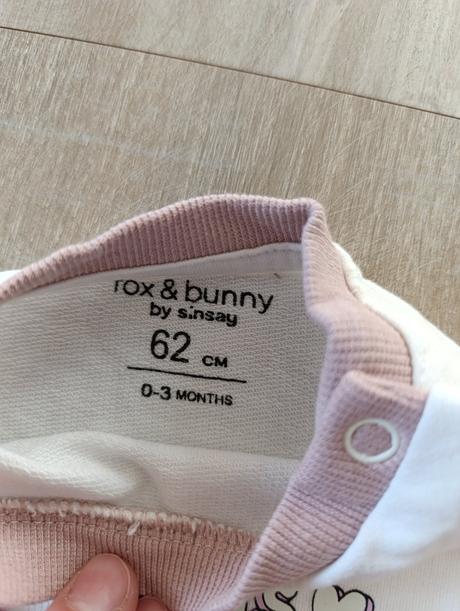 rox & bunny
by sinsay
62 CM
0-3 MONTHS